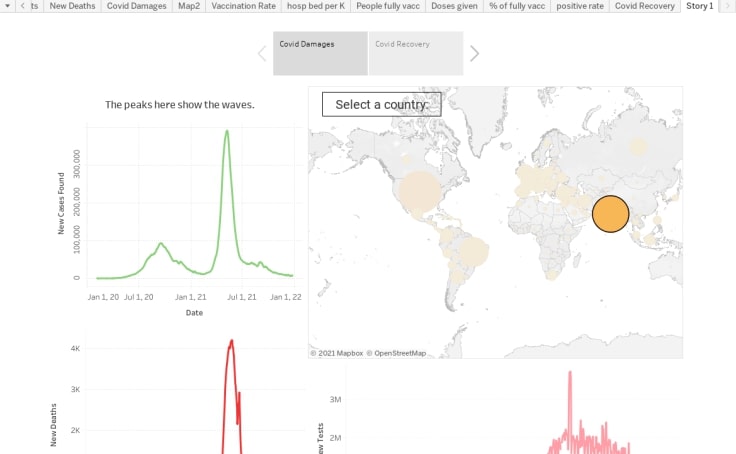 ts New Deaths Covid Damages Map2 Vaccination Rate hosp bed per K People fully vacc Doses given % of fully vacc positive rate Covid Recovery Story 1
Covid Damages Covid Recovery
The peaks here show the waves.
Select a country:
New Cases Found
300,000
200,000
100,000
0
Jan 1, 20 Jul 1, 20 Jan 1, 21 Jul 1, 21 Jan 1, 22
Date
© 2021 Mapbox © OpenStreetMap
New Deaths
4K
3K
2K
ew Tests
3M
2M